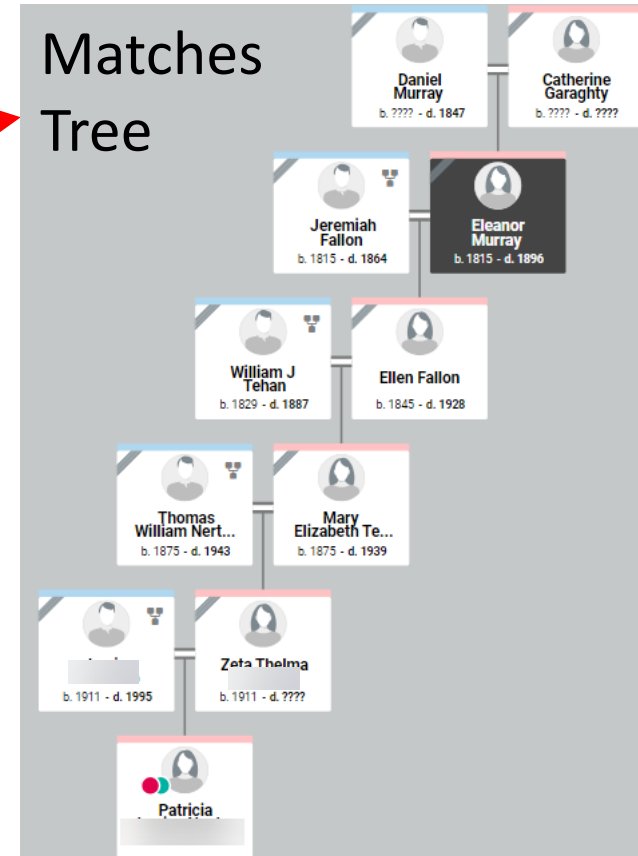 Matches
Tree
Daniel
Murray
b. ???? - d. 1847
Catherine
Garaghty
b. ???? - d. ????
Jeremiah
Fallon
b. 1815 - d. 1864
Eleanor
Murray
b. 1815 - d. 1896
William J
Tehan
b. 1829 - d. 1887
Ellen Fallon
b. 1845 - d. 1928
Thomas
William Nert...
b. 1875 - d. 1943
Mary
Elizabeth Te...
b. 1875 - d. 1939
b. 1911 - d. 1995
Zeta Thelma
b. 1911 - d. ????
Patricia